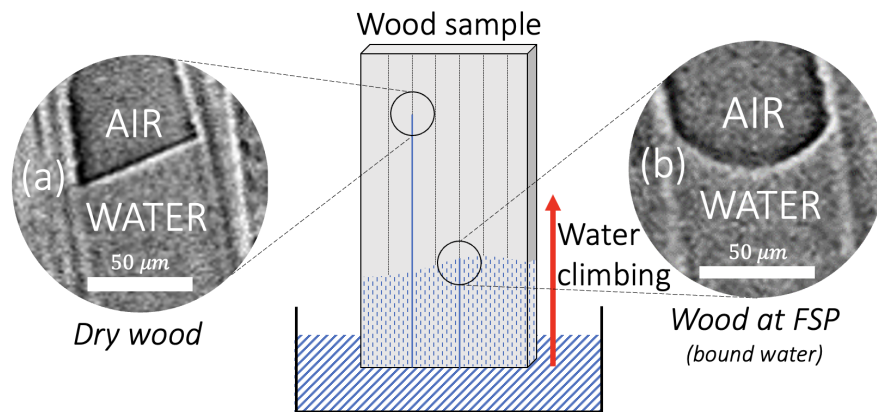 Wood sample
AIR
(a)
WATER
50 μm
Dry wood
Water
climbing
AIR
(b)
WATER
50 μm
Wood at FSP
(bound water)